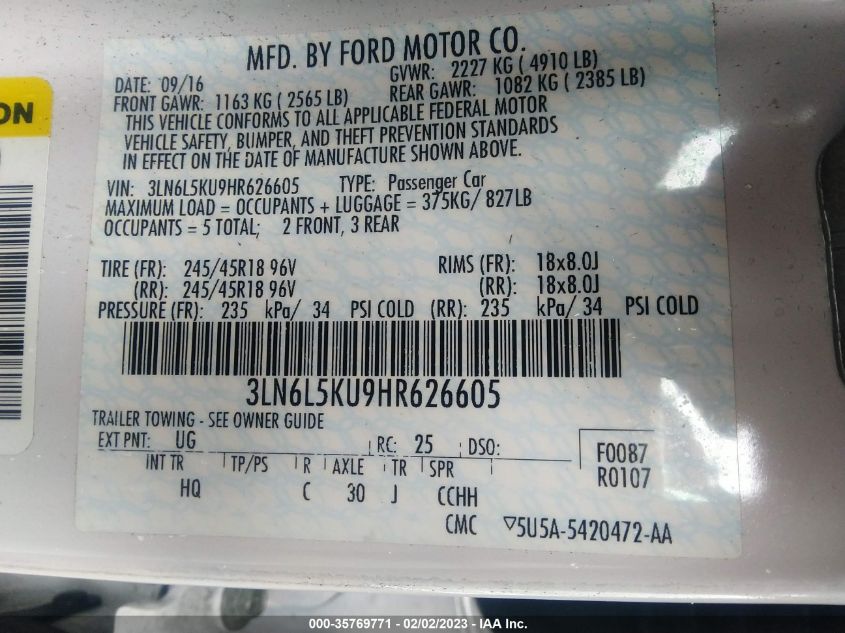 MFD. BY FORD MOTOR CO.
DATE: 09/16 GVWR: 2227 KG ( 4910 LB)
FRONT GAWR: 1163 KG ( 2565 LB) REAR GAWR: 1082 KG ( 2385 LB)
THIS VEHICLE CONFORMS TO ALL APPLICABLE FEDERAL MOTOR
VEHICLE SAFETY, BUMPER, AND THEFT PREVENTION STANDARDS
IN EFFECT ON THE DATE OF MANUFACTURE SHOWN ABOVE.
VIN: 3LN6L5KU9HR626605 TYPE: Passenger Car
MAXIMUM LOAD = OCCUPANTS + LUGGAGE = 375KG/ 827LB
OCCUPANTS = 5 TOTAL; 2 FRONT, 3 REAR
TIRE (FR): 245/45R18 96V RIMS (FR): 18x8.0J
(RR): 245/45R18 96V (RR): 18x8.0J
PRESSURE (FR): 235 kPa/ 34 PSI COLD (RR): 235 kPa/ 34 PSI COLD
3LN6L5KU9HR626605
TRAILER TOWING - SEE OWNER GUIDE
EXT PNT: UG RC: 25 DSO:
INT TR TP/PS R AXLE TR SPR
HQ C 30 J CCHH
F0087
R0107
CMC ▽5U5A-5420472-AA
000-35769771 - 02/02/2023 - IAA Inc.